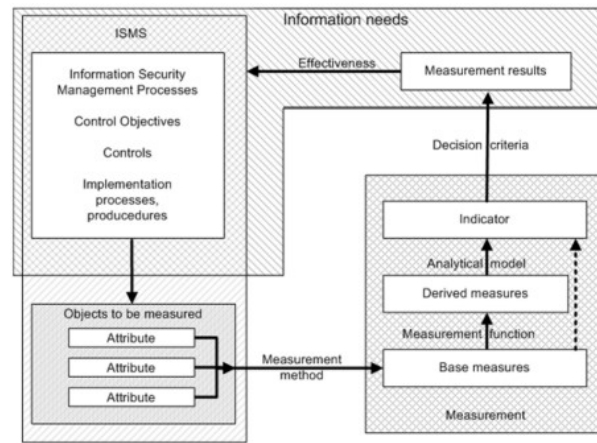 Information needs
ISMS
Information Security
Management Processes
Control Objectives
Controls
Implementation
processes,
producedures
Effectiveness
Measurement results
Decision criteria
Indicator
Analytical model
Derived measures
Measurement function
Base measures
Measurement
Objects to be measured
Attribute
Attribute
Attribute
Measurement
method